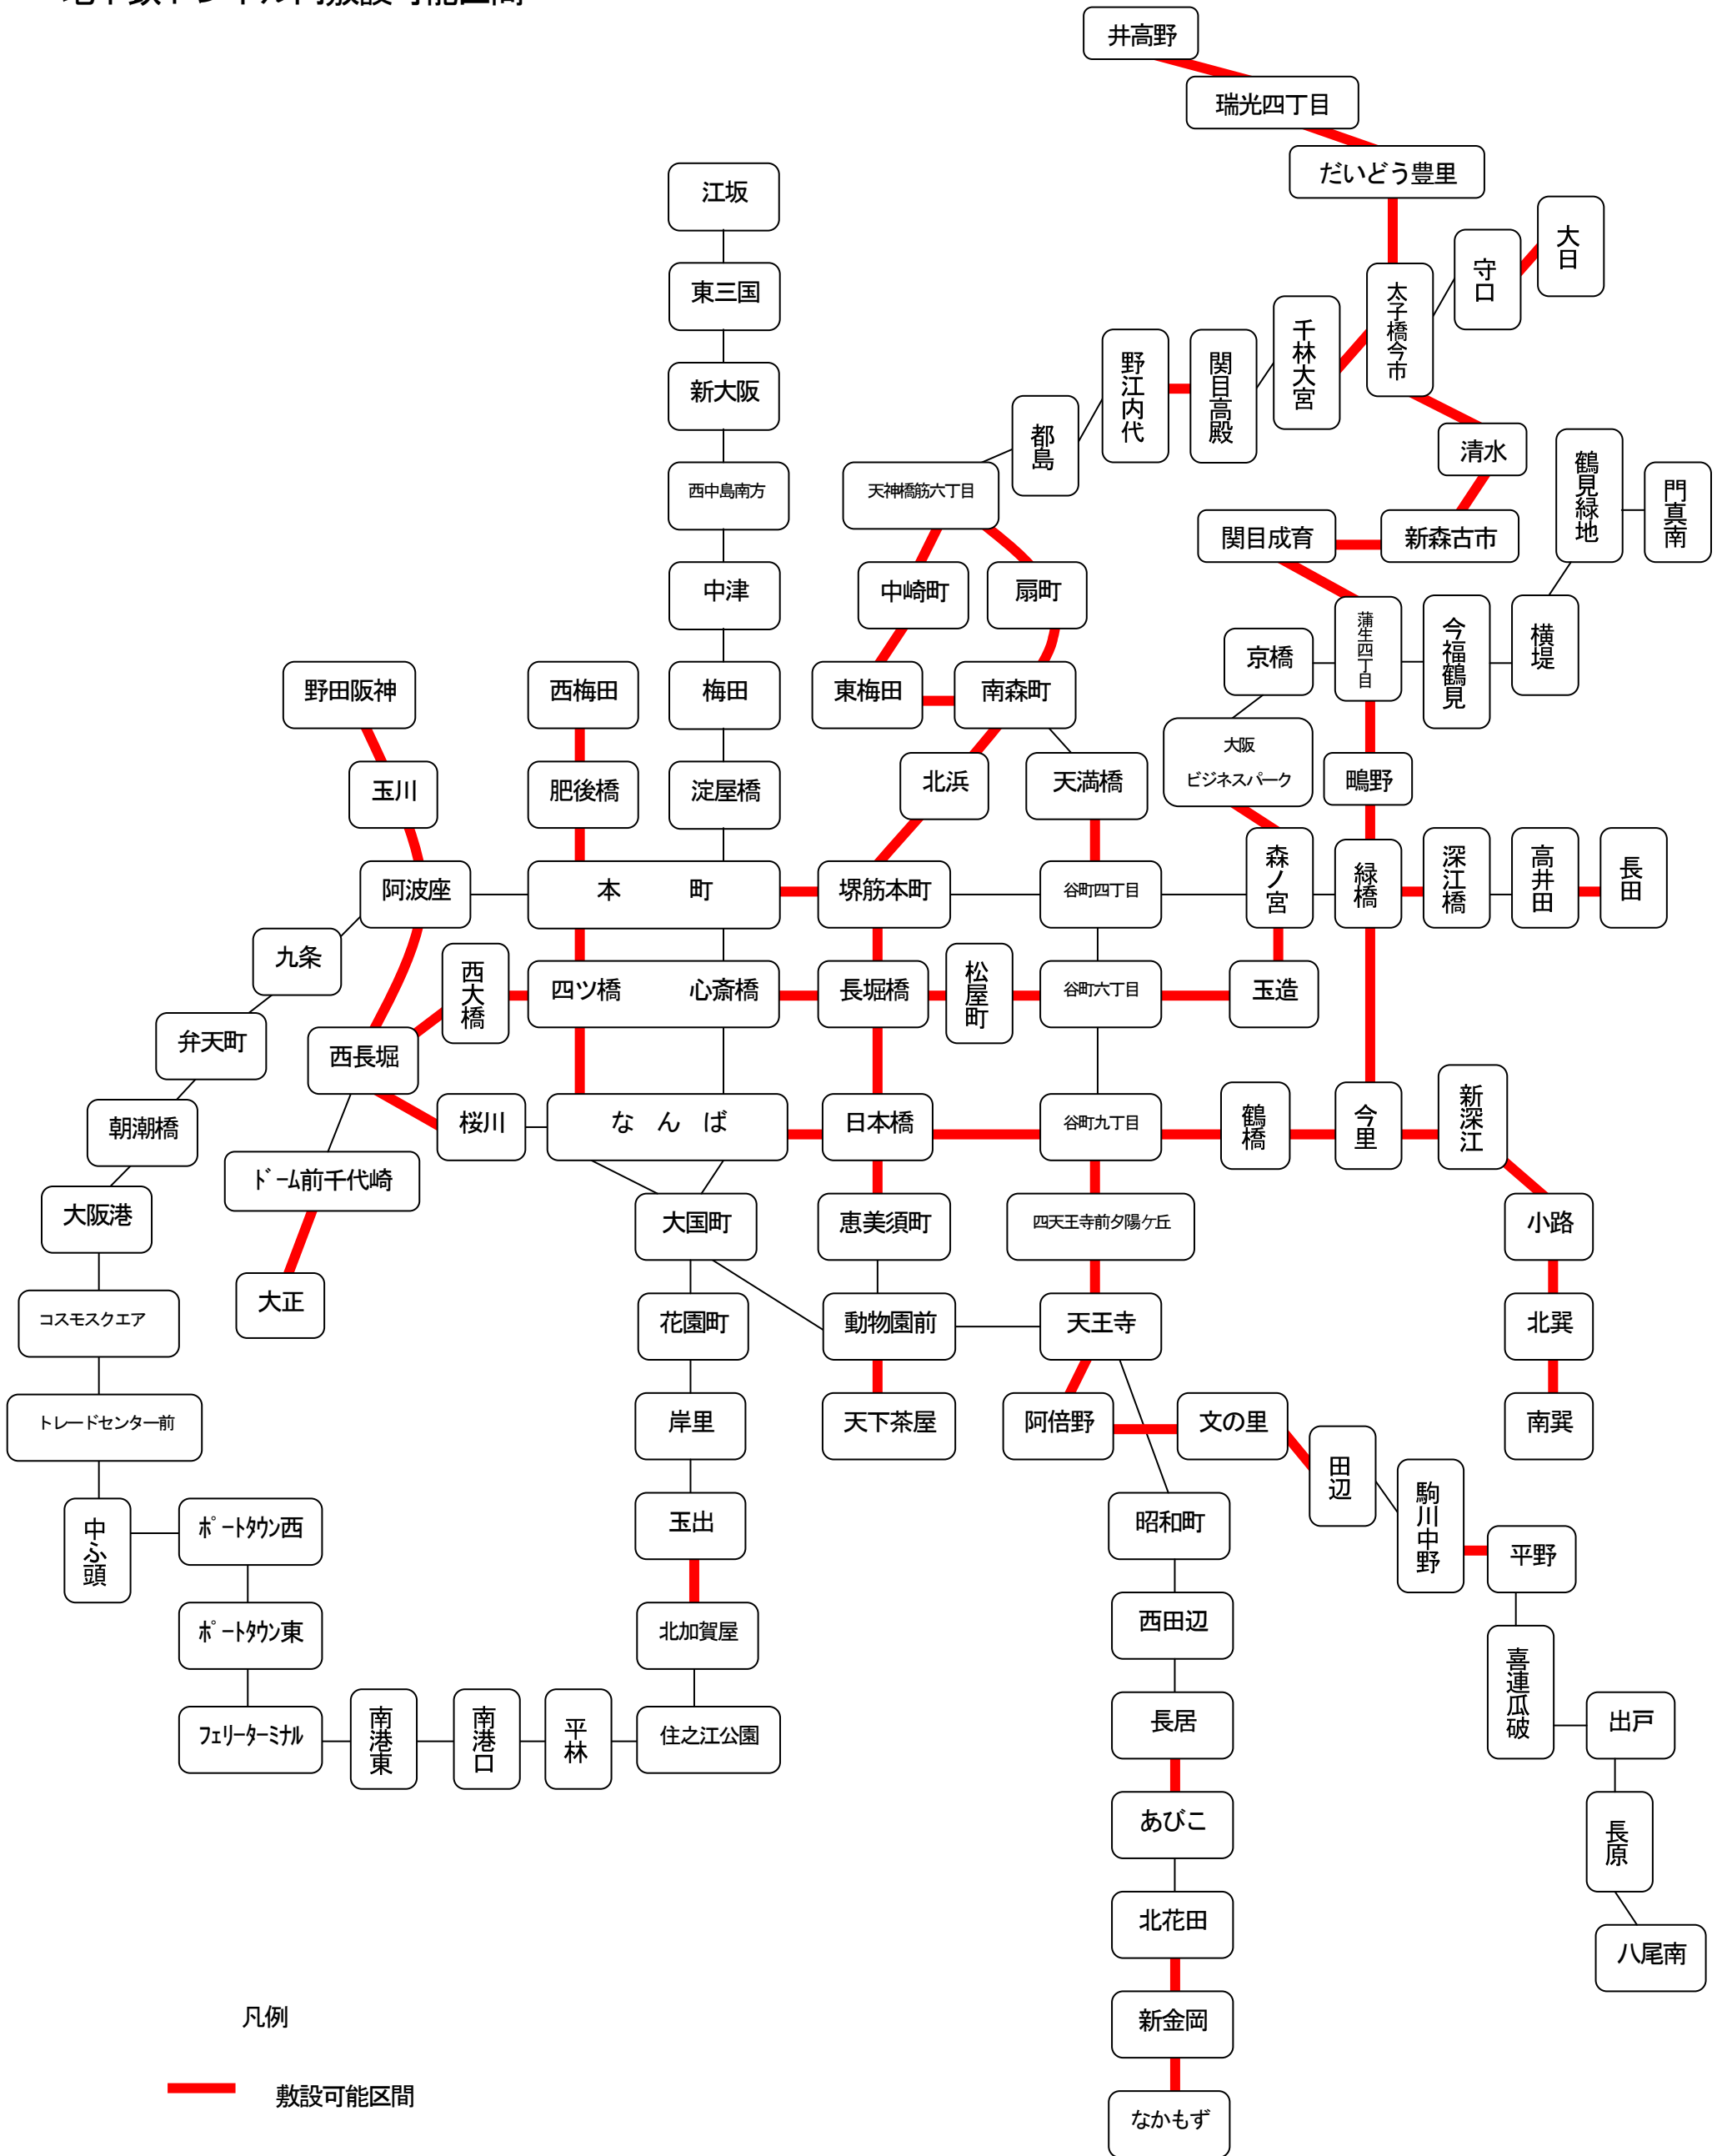 井高野
瑞光四丁目
だいどう豊里
江坂
大日
守口
東三国
太子橋今市
千林大宮
新大阪
野江内代
関目高殿
都島
清水
鶴見緑地
門真南
西中島南方
天神橋筋六丁目
関目成育
新森古市
中津
中崎町
扇町
蒲生四丁目
今福鶴見
横堤
京橋
野田阪神
西梅田
梅田
東梅田
南森町
大阪
ビジネスパーク
玉川
肥後橋
淀屋橋
北浜
天満橋
鴫野
阿波座
本町
堺筋本町
谷町四丁目
森ノ宮
緑橋
深江橋
高井田
長田
九条
西大橋
四ツ橋
心斎橋
長堀橋
松屋町
谷町六丁目
玉造
弁天町
西長堀
朝潮橋
桜川
なんば
日本橋
谷町九丁目
鶴橋
今里
新深江
ﾄﾞｰﾑ前千代崎
大阪港
大国町
恵美須町
四天王寺前夕陽ケ丘
小路
大正
コスモスクエア
花園町
動物園前
天王寺
北巽
トレードセンター前
岸里
天下茶屋
阿倍野
文の里
南巽
田辺
中ふ頭
ﾎﾟｰﾄﾀｳﾝ西
玉出
昭和町
駒川中野
平野
ﾎﾟｰﾄﾀｳﾝ東
北加賀屋
西田辺
喜連瓜破
ﾌｪﾘｰﾀｰﾐﾅﾙ
南港東
南港口
平林
住之江公園
長居
出戸
あびこ
長原
北花田
八尾南
凡例
新金岡
敷設可能区間
なかもず